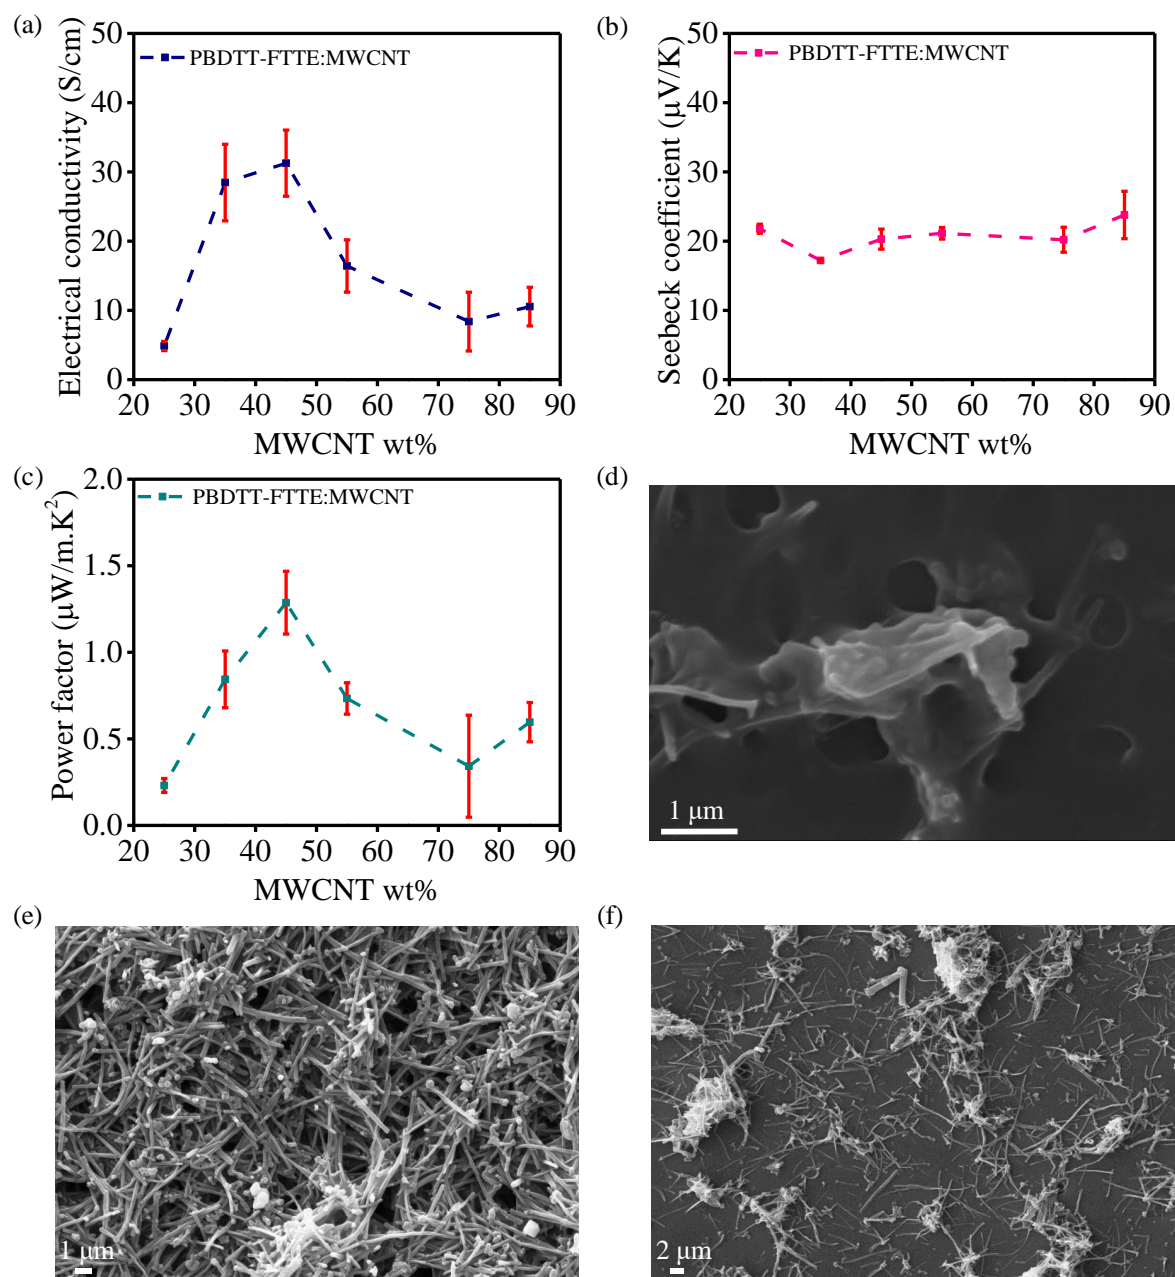 (a)
50
40
30
20
10
0
Electrical conductivity (S/cm)
PBDTT-FTTE:MWCNT
20 30 40 50 60 70 80 90
MWCNT wt%
(b)
50
40
30
20
10
0
Seebeck coefficient (µV/K)
PBDTT-FTTE:MWCNT
20 30 40 50 60 70 80 90
MWCNT wt%
(c)
2.0
1.5
1.0
0.5
0.0
Power factor (µW/m.K²)
PBDTT-FTTE:MWCNT
20 30 40 50 60 70 80 90
MWCNT wt%
(d)
1 µm
(e)
1 µm
(f)
2 µm